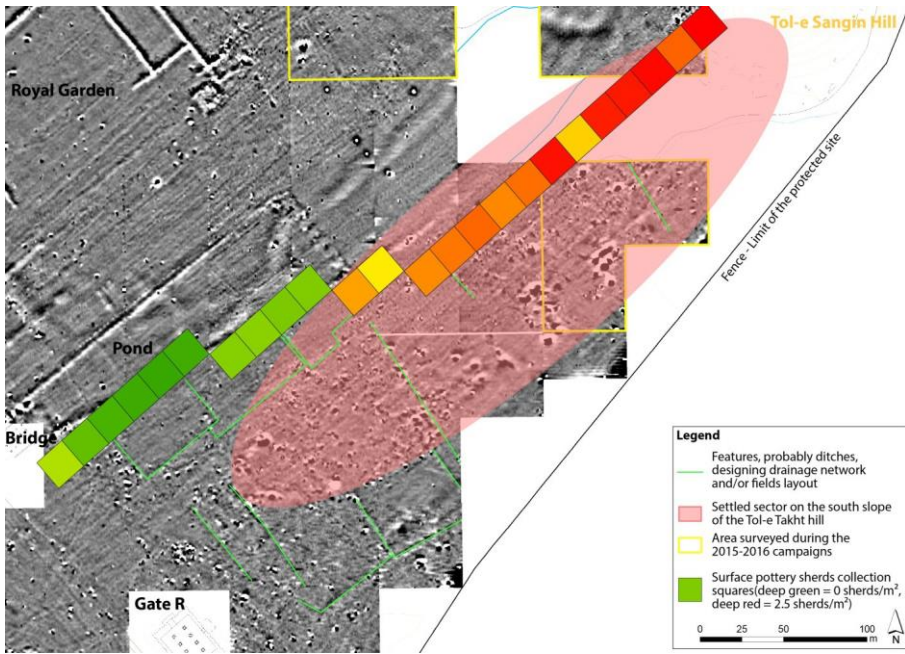 Tol-e Sangin Hill
Royal Garden
Fence - Limit of the protected site
Pond
Bridge
Gate R
Legend
Features, probably ditches,
designing drainage network
and/or fields layout
Settled sector on the south slope
of the Tol-e Takht hill
Area surveyed during the
2015-2016 campaigns
Surface pottery sherds collection
squares(deep green = 0 sherds/m²,
deep red = 2.5 sherds/m²)
0 25 50 100
m
N